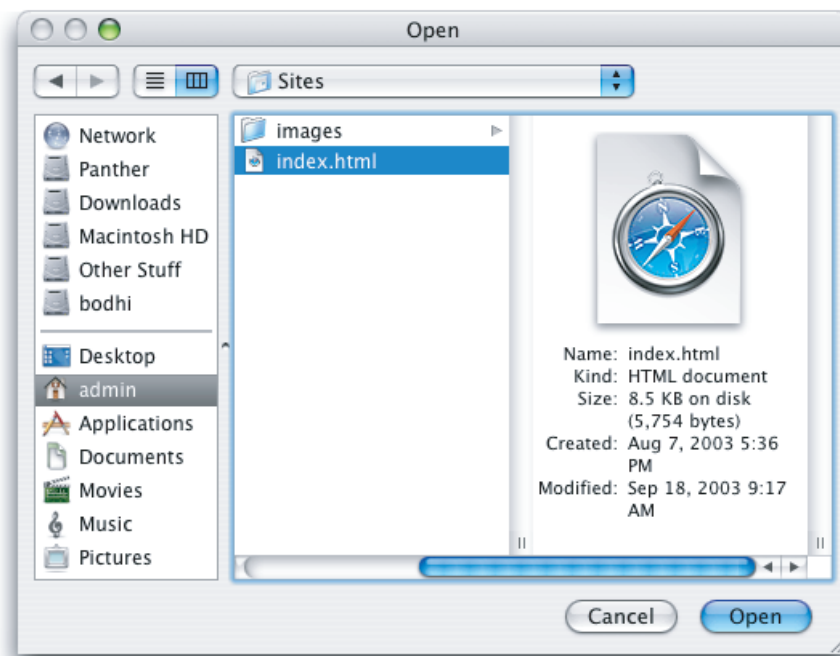 Open
Sites
Network
Panther
Downloads
Macintosh HD
Other Stuff
bodhi
Desktop
admin
Applications
Documents
Movies
Music
Pictures
images
index.html
Name: index.html
Kind: HTML document
Size: 8.5 KB on disk
(5,754 bytes)
Created: Aug 7, 2003 5:36
PM
Modified: Sep 18, 2003 9:17
AM
Cancel
Open